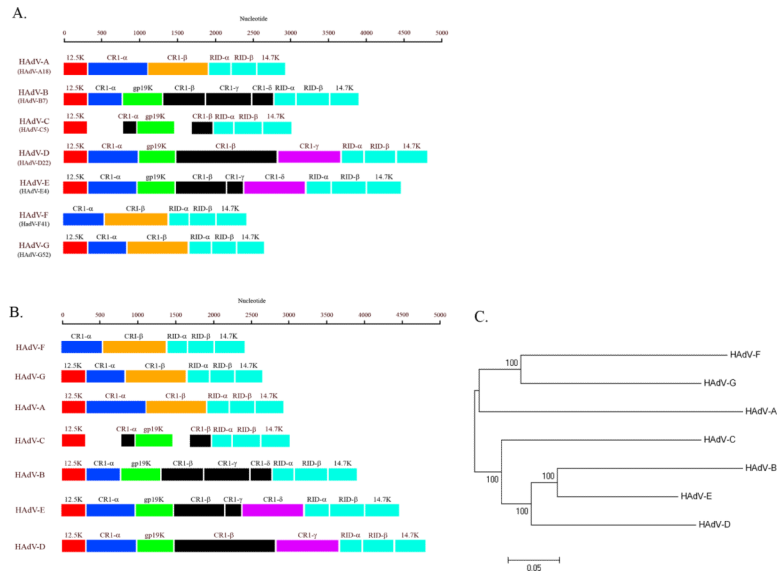 A.
Nucleotide
0 500 1000 1500 2000 2500 3000 3500 4000 4500 5000
HAdV-A 12.5K CR1-α CR1-β RID-α RID-β 14.7K
(HAdV-A18)
HAdV-B 12.5K CR1-α gp19K CR1-β CR1-γ CR1-δ RID-α RID-β 14.7K
(HAdV-B7)
HAdV-C 12.5K CR1-α gp19K CR1-β RID-α RID-β 14.7K
(HAdV-C5)
HAdV-D 12.5K CR1-α gp19K CR1-β CR1-γ RID-α RID-β 14.7K
(HAdV-D22)
HAdV-E 12.5K CR1-α gp19K CR1-β CR1-γ CR1-δ RID-α RID-β 14.7K
(HAdV-E4)
HAdV-F CR1-α CRI-β RID-α RID-β 14.7K
(HadV-F41)
HAdV-G 12.5K CR1-α CR1-β RID-α RID-β 14.7K
(HAdV-G52)
B.
Nucleotide
0 500 1000 1500 2000 2500 3000 3500 4000 4500 5000
HAdV-F CR1-α CRI-β RID-α RID-β 14.7K
HAdV-G 12.5K CR1-α CR1-β RID-α RID-β 14.7K
HAdV-A 12.5K CR1-α CR1-β RID-α RID-β 14.7K
HAdV-C 12.5K CR1-α gp19K CR1-β RID-α RID-β 14.7K
HAdV-B 12.5K CR1-α gp19K CR1-β CR1-γ CR1-δ RID-α RID-β 14.7K
HAdV-E 12.5K CR1-α gp19K CR1-β CR1-γ CR1-δ RID-α RID-β 14.7K
HAdV-D 12.5K CR1-α gp19K CR1-β CR1-γ RID-α RID-β 14.7K
C.
HAdV-F
100
HAdV-G
HAdV-A
HAdV-C
HAdV-B
100
100
HAdV-E
100
HAdV-D
0.05